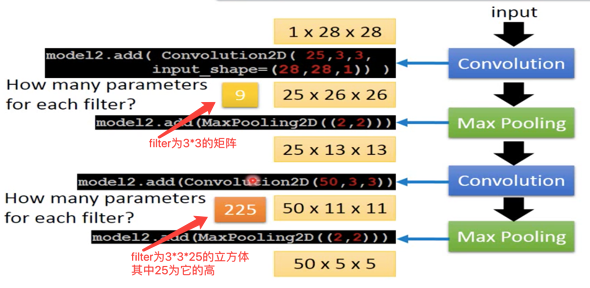 input
1 x 28 x 28
model2.add( Convolution2D( 25,3,3,
input_shape=(28,28,1)) )
Convolution
How many parameters
for each filter?
9
25 x 26 x 26
model2.add(MaxPooling2D((2,2)))
Max Pooling
filter为3*3的矩阵
25 x 13 x 13
model2.add(Convolution2D(50,3,3))
Convolution
How many parameters
for each filter?
225
50 x 11 x 11
model2.add(MaxPooling2D((2,2)))
Max Pooling
filter为3*3*25的立方体
其中25为它的高
50 x 5 x 5